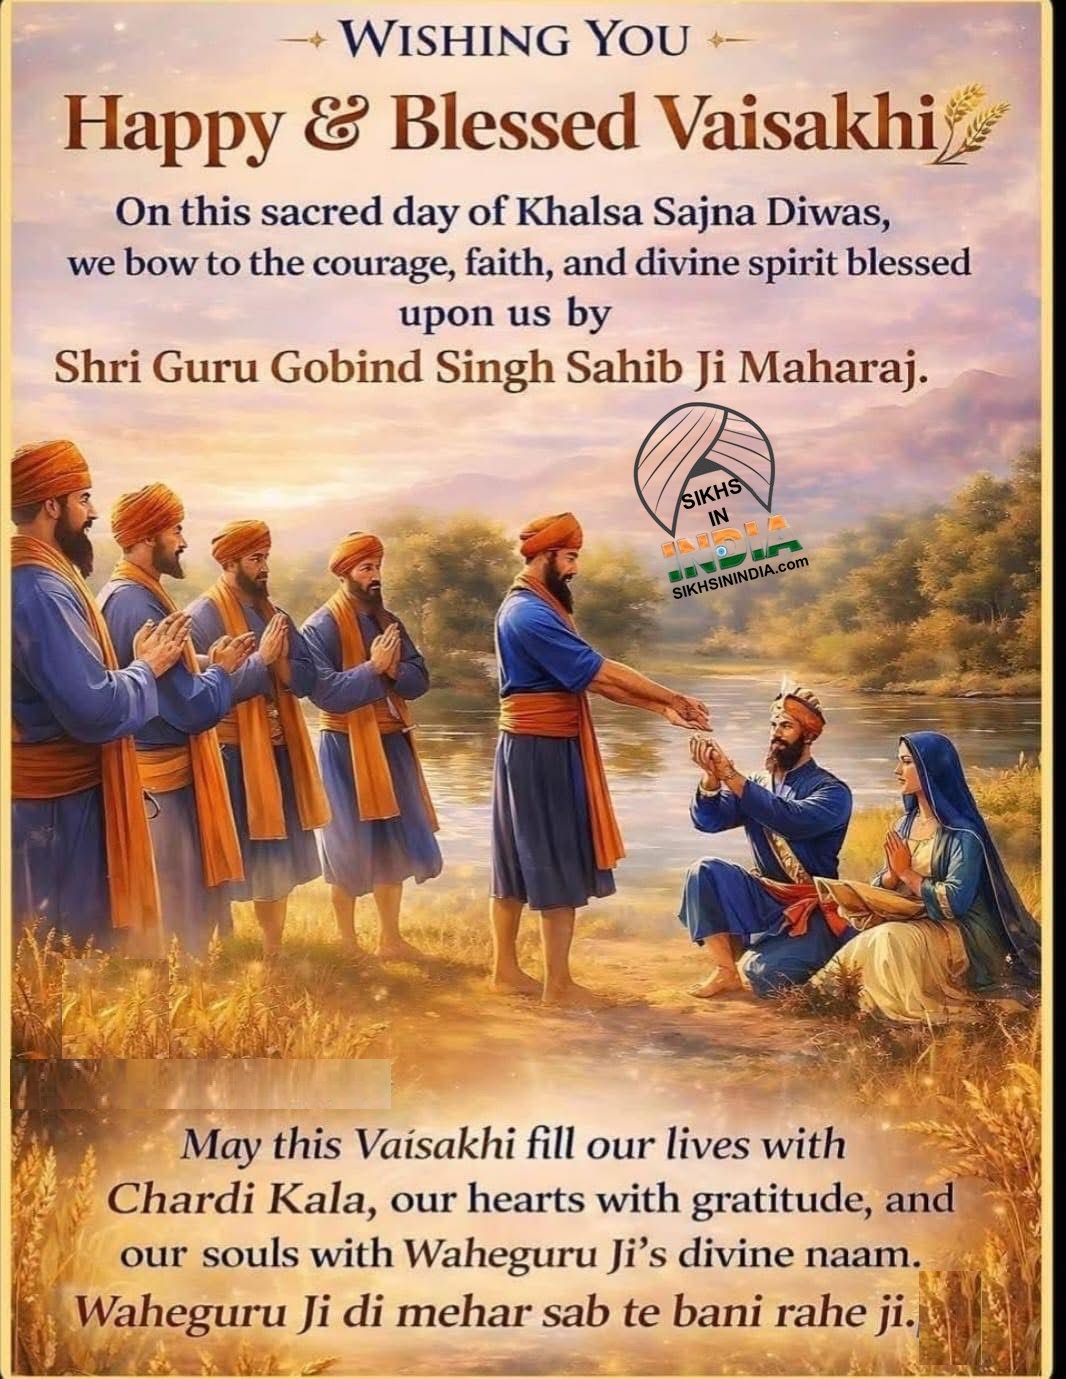 WISHING YOU
Happy & Blessed Vaisakhi
On this sacred day of Khalsa Sajna Diwas,
we bow to the courage, faith, and divine spirit blessed
upon us by
Shri Guru Gobind Singh Sahib Ji Maharaj.
SIKHS
IN
INDIA
SIKHSININDIA.com
May this Vaisakhi fill our lives with
Chardi Kala, our hearts with gratitude, and
our souls with Waheguru Ji's divine naam.
Waheguru Ji di mehar sab te bani rahe ji.